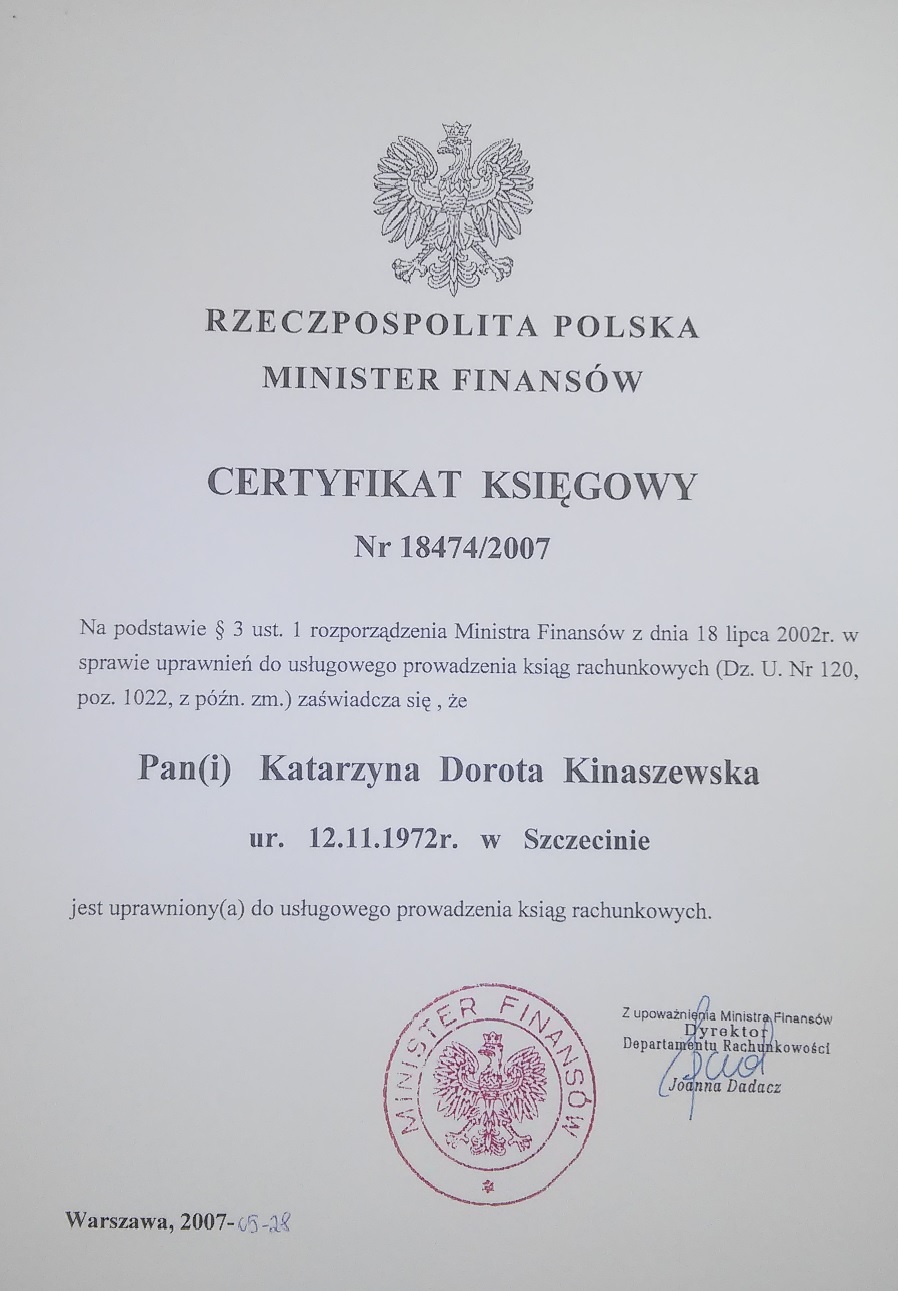 RZECZPOSPOLITA POLSKA
MINISTER FINANSÓW
CERTYFIKAT KSIĘGOWY
Nr 18474/2007
Na podstawie § 3 ust. 1 rozporządzenia Ministra Finansów z dnia 18 lipca 2002r. w
sprawie uprawnień do usługowego prowadzenia ksiąg rachunkowych (Dz. U. Nr 120,
poz. 1022, z późn. zm.) zaświadcza się , że
Pan(i) Katarzyna Dorota Kinaszewska
ur. 12.11.1972r. w Szczecinie
jest uprawniony(a) do usługowego prowadzenia ksiąg rachunkowych.
MINISTER FINANSÓW
Z upoważnienia Ministra Finansów
Dyrektor
Departamentu Rachunkowości
Joanna Dadacz
Warszawa, 2007-05-28